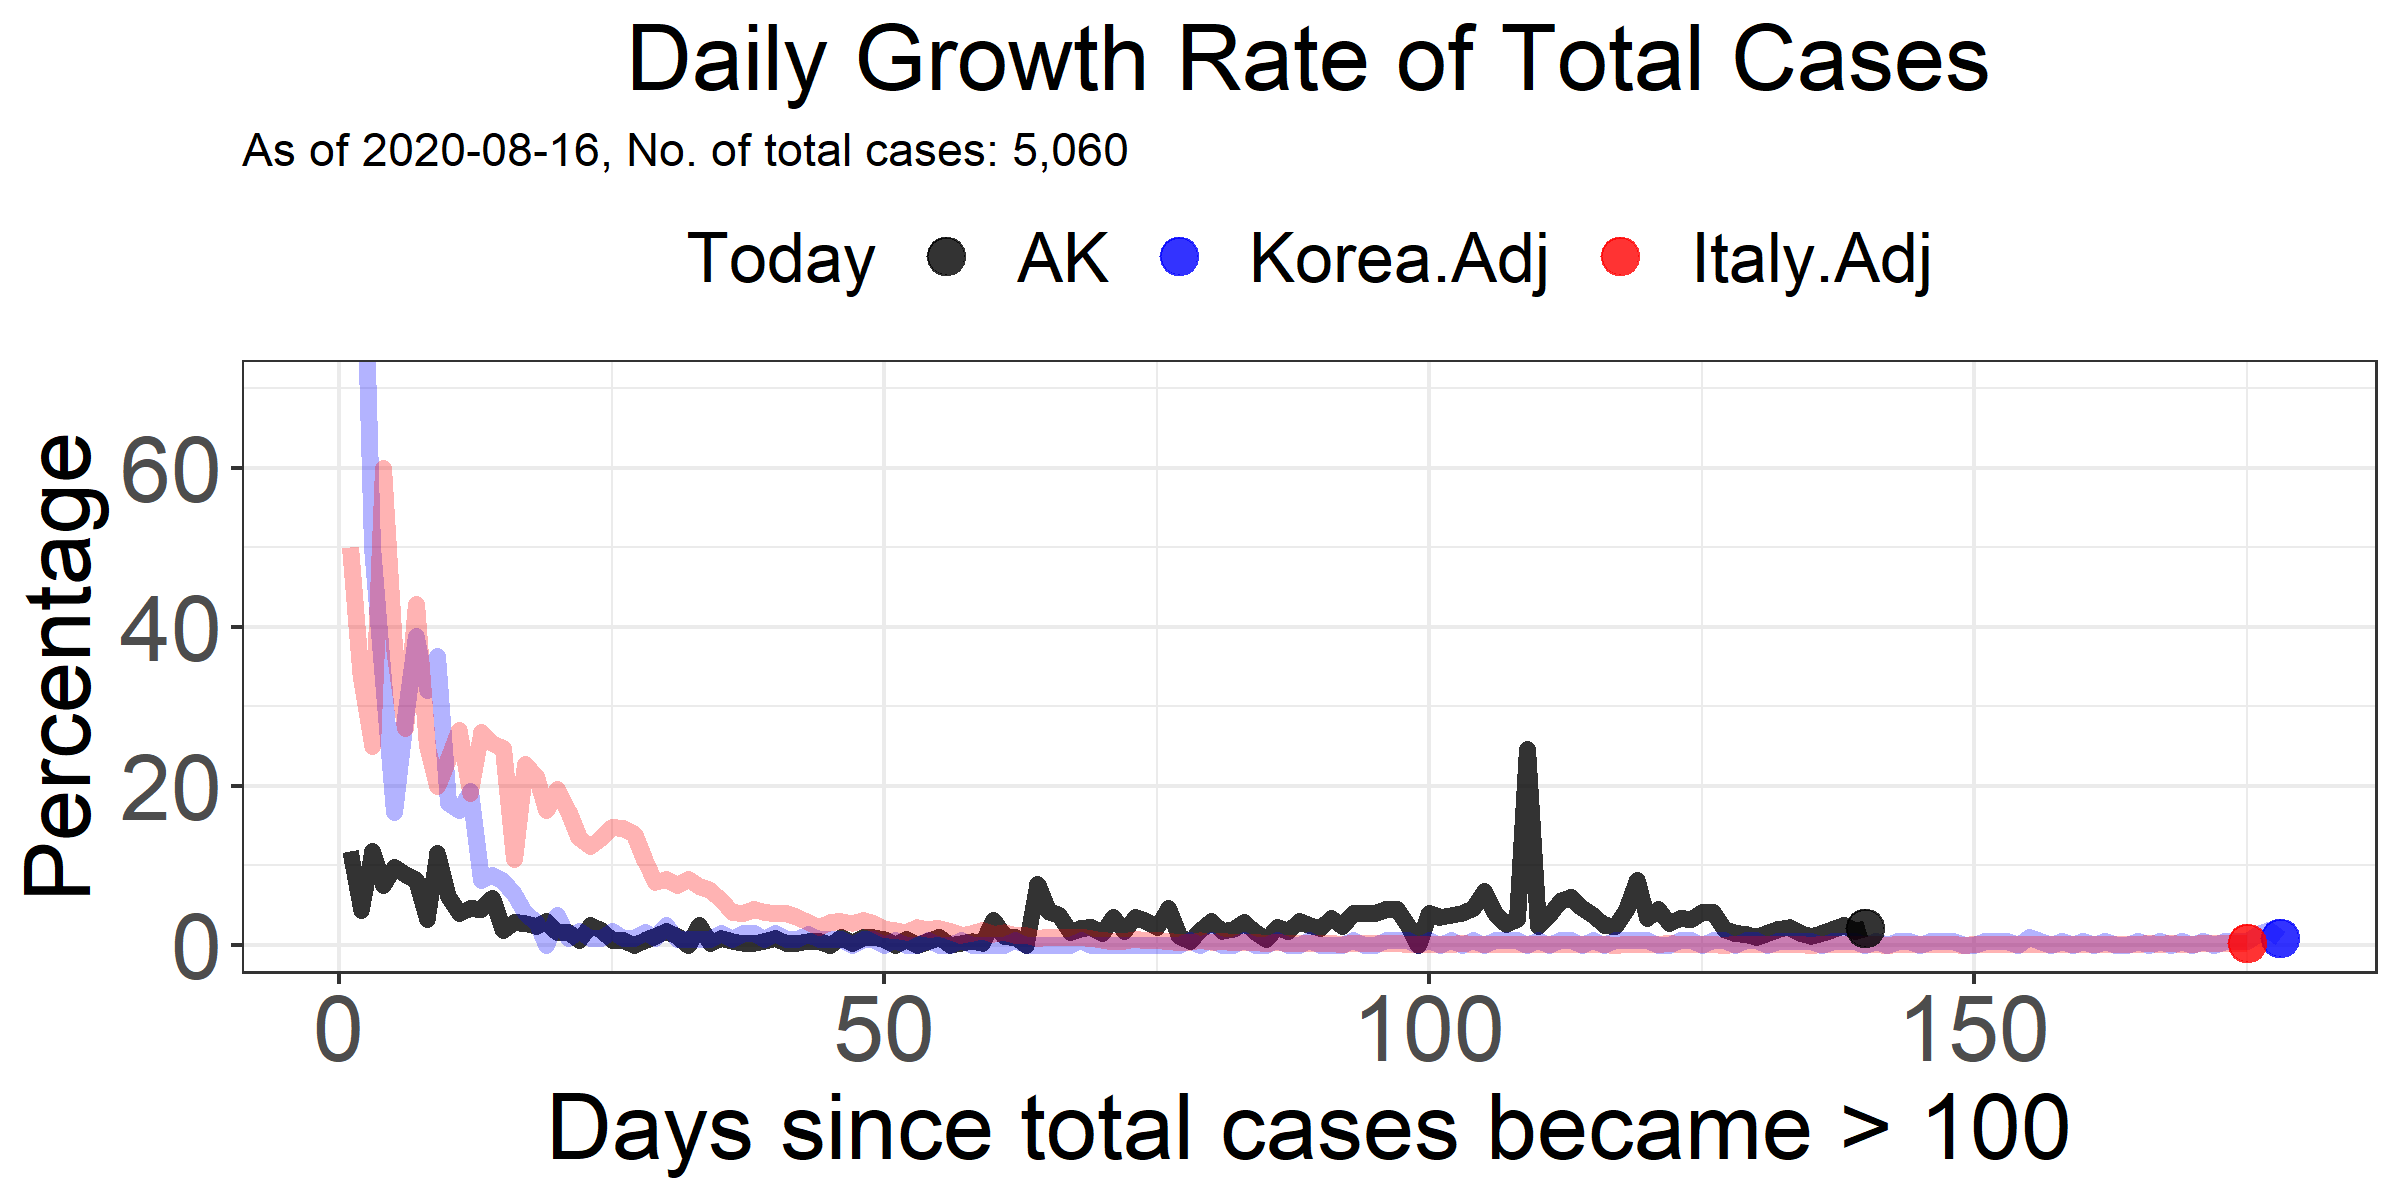 Daily Growth Rate of Total Cases
As of 2020-08-16, No. of total cases: 5,060
Today AK Korea.Adj Italy.Adj
Percentage
60
40
20
0
0 50 100 150
Days since total cases became > 100